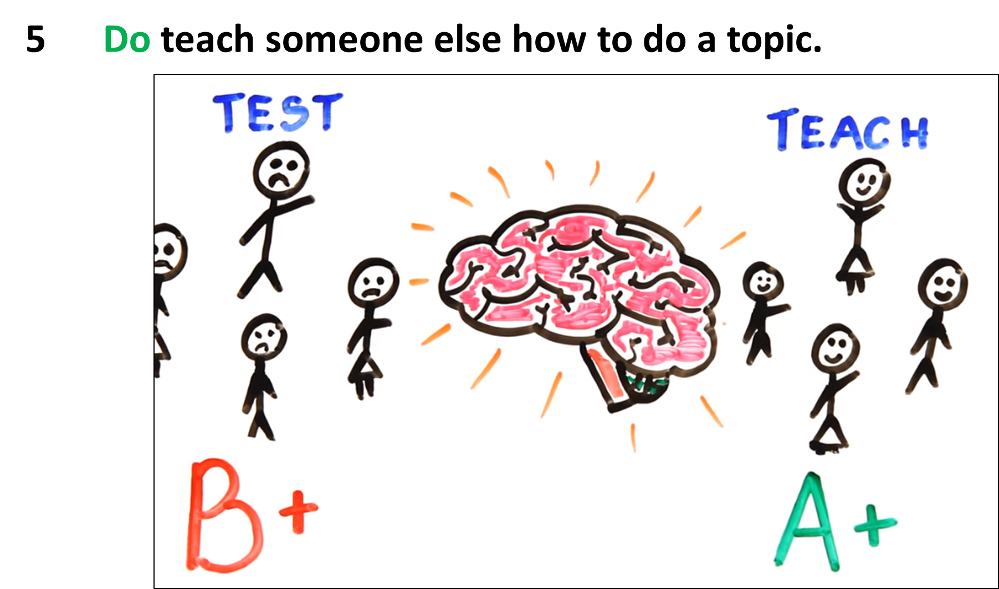 5 Do teach someone else how to do a topic.
TEST
TEACH
B+
A+